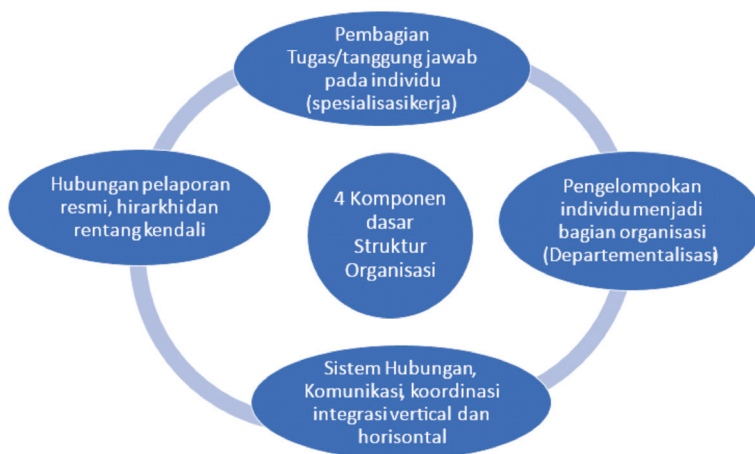 Pembagian
Tugas/tanggung jawab
pada individu
(spesialisasikerja)
Hubungan pelaporan
resmi, hirarkhi dan
rentang kendali
4 Komponen
dasar
Struktur
Organisasi
Pengelompokan
individu menjadi
bagian organisasi
(Departementalisasi)
Sistem Hubungan,
Komunikasi, koordinasi
integrasi vertical dan
horisontal